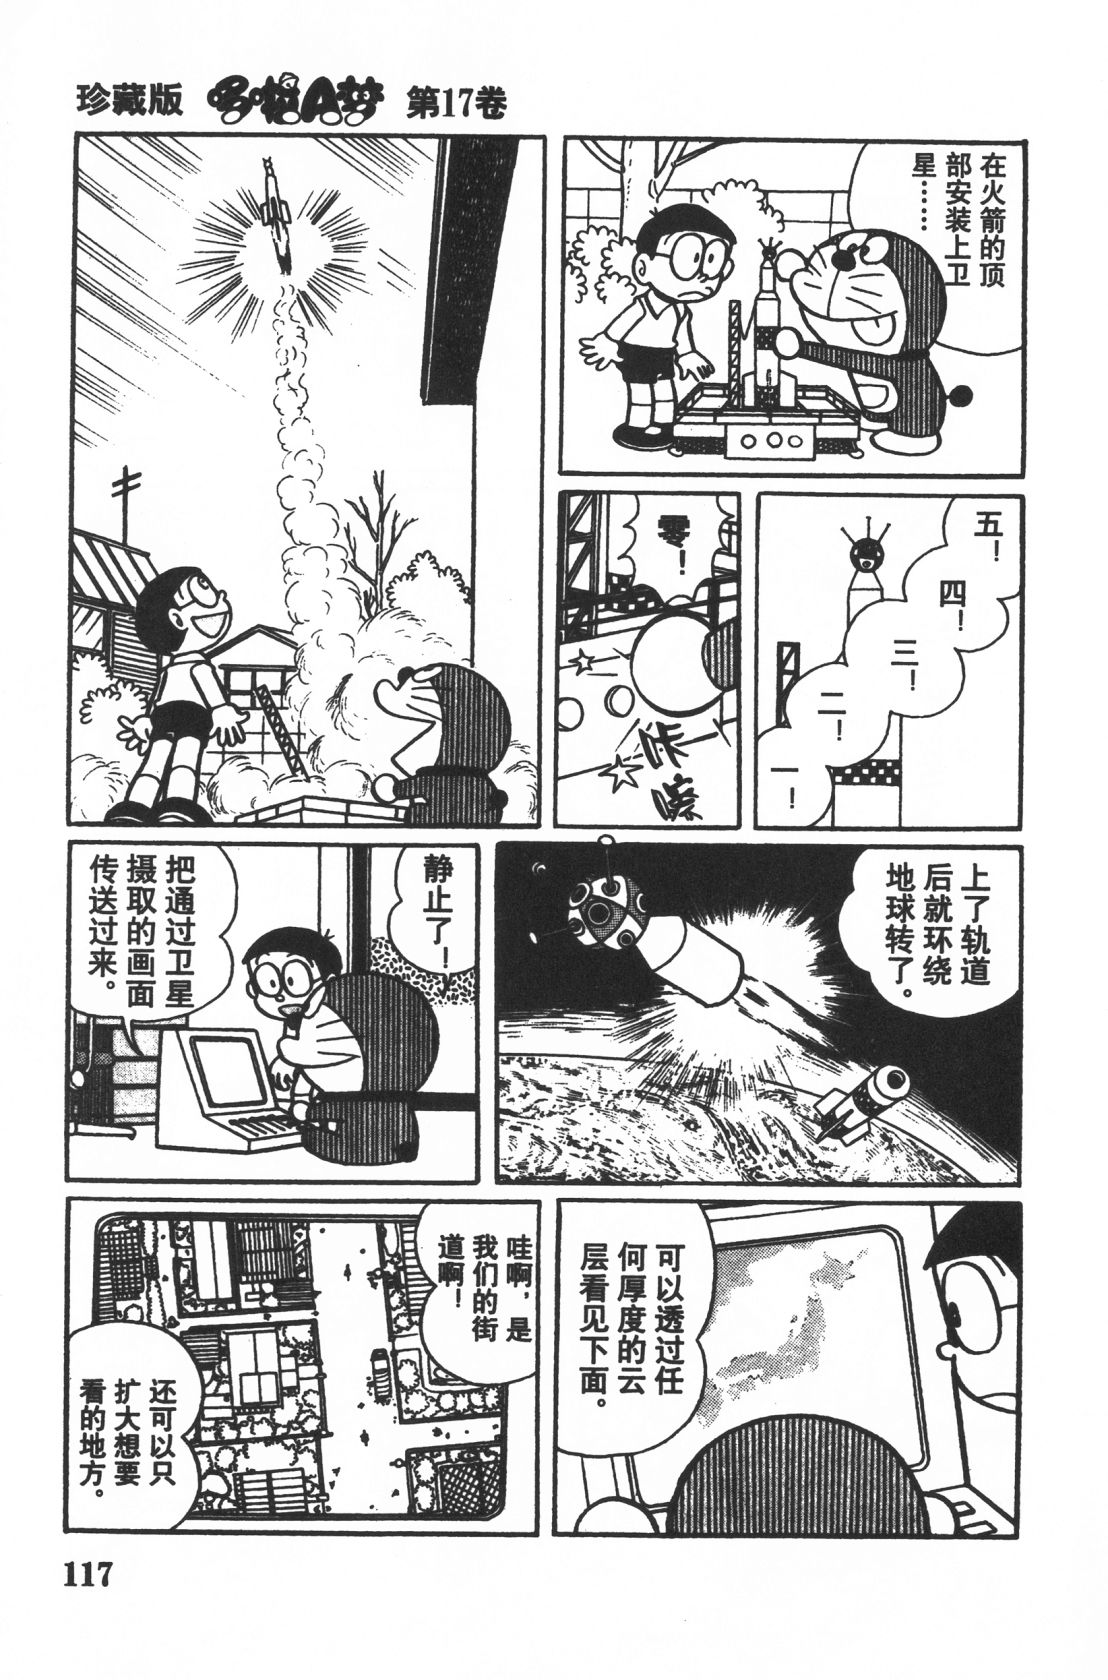 珍藏版 哆啦A梦 第17卷
在火箭的顶
部安装上卫
星……
五!
四!
三!
二!
一!
零!
咔
嚓
上了轨道
后就环绕
地球转了。
静止了!
把通过卫星
摄取的画面
传送过来。
可以透过任
何厚度的云
层看见下面。
哇啊,是
我们的街
道啊!
还可以只
扩大想要
看的地方。
117